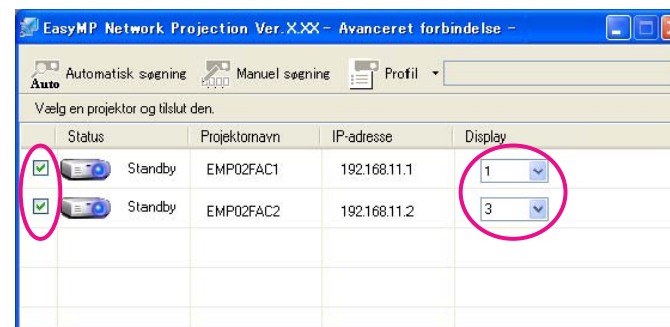 EasyMP Network Projection Ver.X.XX – Avanceret forbindelse –
Auto Automatisk søgning Manuel søgning Profil
Vælg en projektor og tilslut den.
Status Projektornavn IP-adresse Display
Standby EMP02FAC1 192.168.11.1 1
Standby EMP02FAC2 192.168.11.2 3